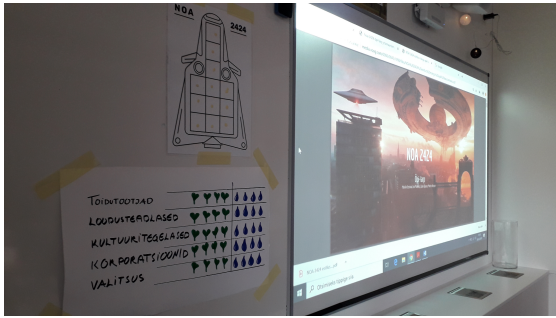 NOA
2424
TOIDUTOOTJAD
LOODUSTEADLASED
KULTUURITEGELASED
KORPORATSIOONID
VALITSUS
NOA 2424